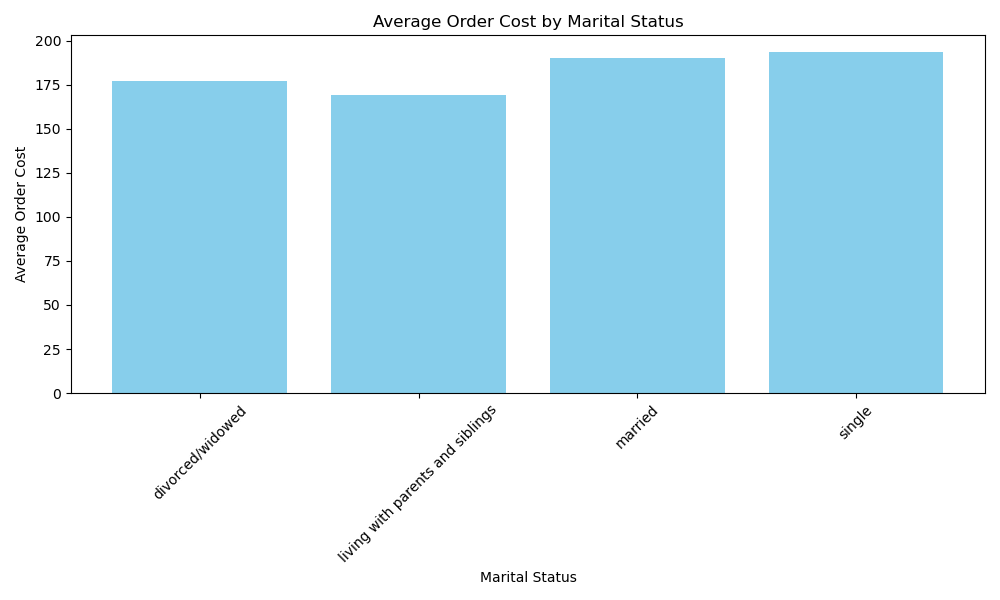 Average Order Cost by Marital Status
Average Order Cost
200
175
150
125
100
75
50
25
0
divorced/widowed
living with parents and siblings
married
single
Marital Status